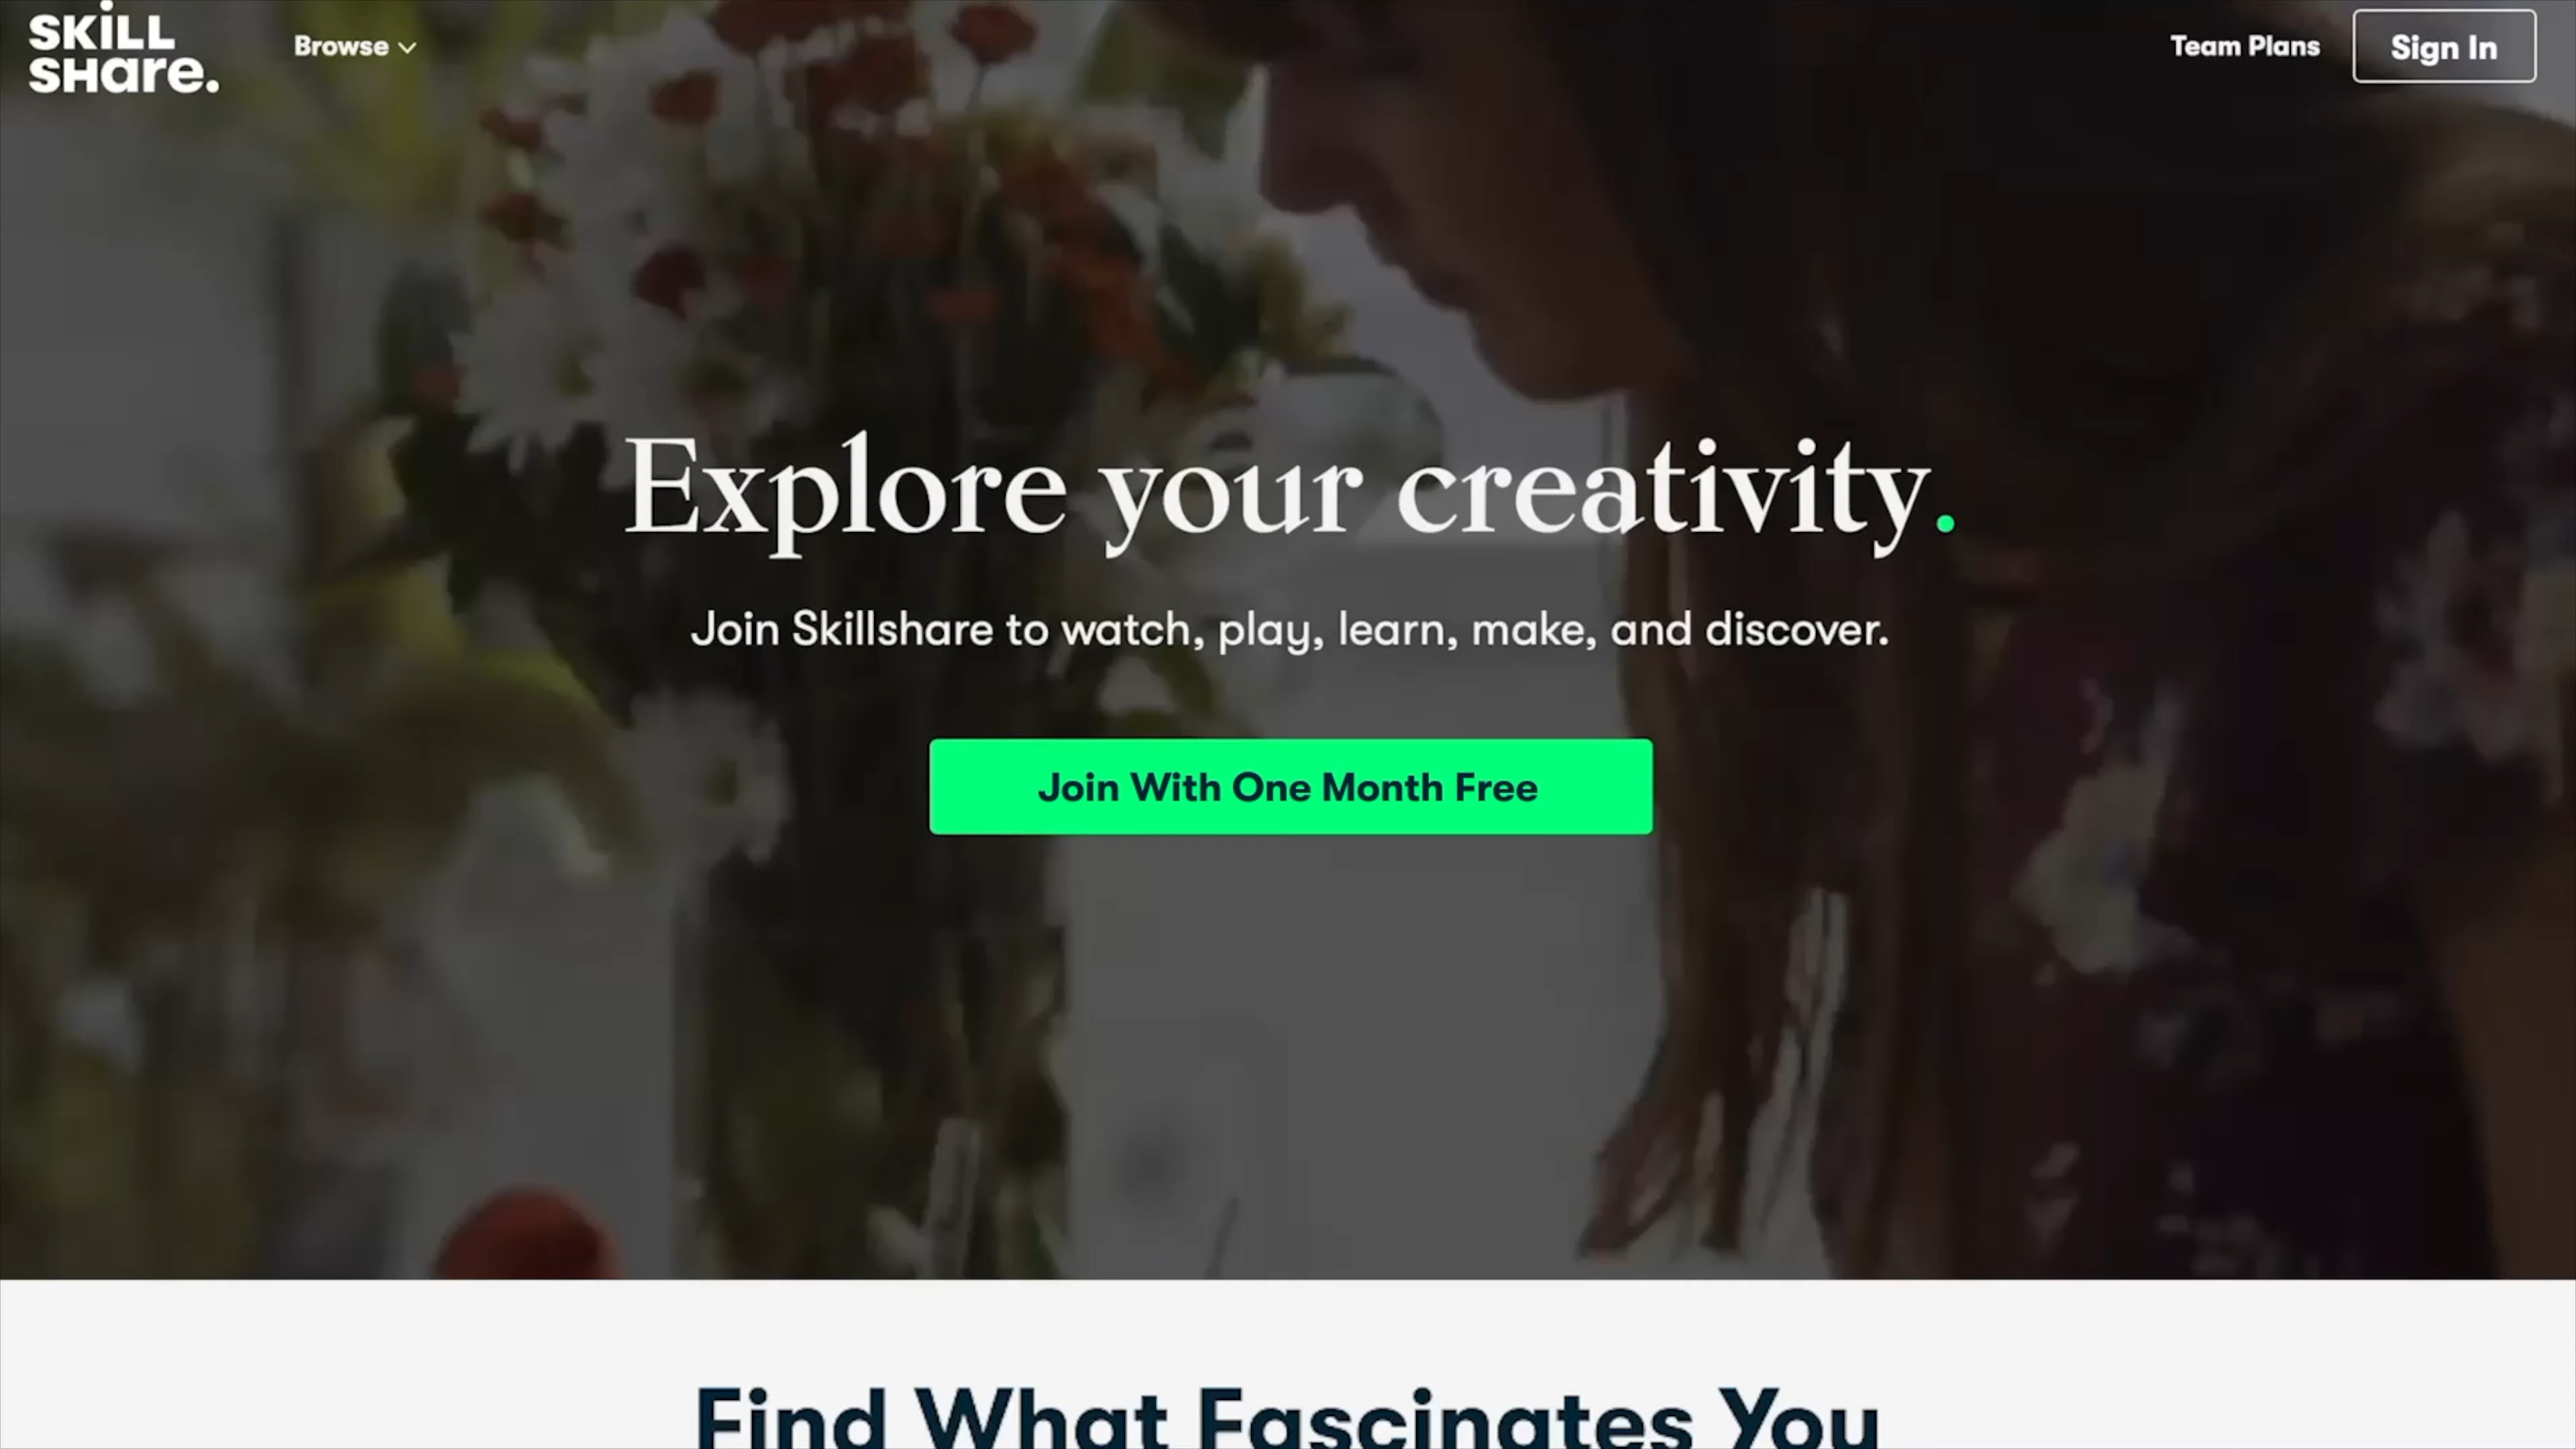 SKiLL
SHare.
Browse
Team Plans
Sign In
Explore your creativity.
Join Skillshare to watch, play, learn, make, and discover.
Join With One Month Free
Find What Fascinates You